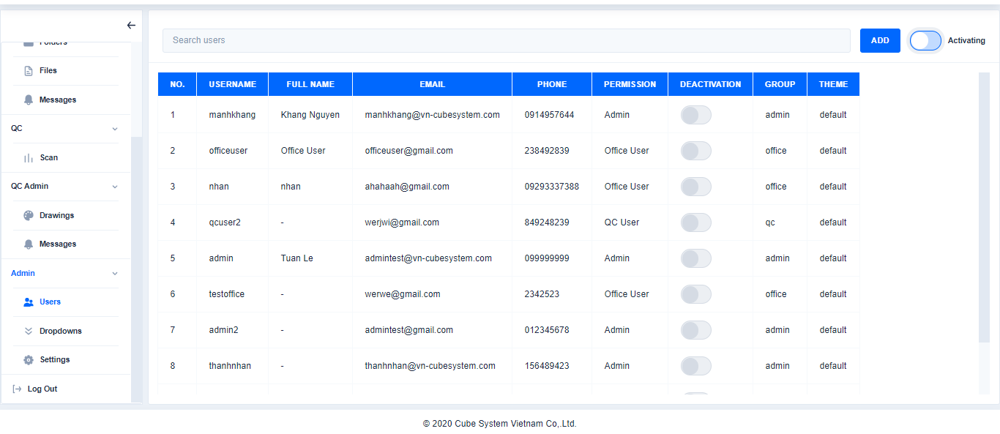 Folders
Files
Messages
QC
Scan
QC Admin
Drawings
Messages
Admin
Users
Dropdowns
Settings
Log Out
Search users
ADD
Activating
NO. USERNAME FULL NAME EMAIL PHONE PERMISSION DEACTIVATION GROUP THEME
1 manhkhang Khang Nguyen manhkhang@vn-cubesystem.com 0914957644 Admin admin default
2 officeuser Office User officeuser@gmail.com 238492839 Office User office default
3 nhan nhan ahahaah@gmail.com 09293337388 Office User office default
4 qcuser2 - werjwi@gmail.com 849248239 QC User qc default
5 admin Tuan Le admintest@vn-cubesystem.com 099999999 Admin admin default
6 testoffice - werwe@gmail.com 2342523 Office User office default
7 admin2 - admintest@gmail.com 012345678 Admin admin default
8 thanhnhan - thanhnhan@vn-cubesystem.com 156489423 Admin admin default
© 2020 Cube System Vietnam Co,.Ltd.